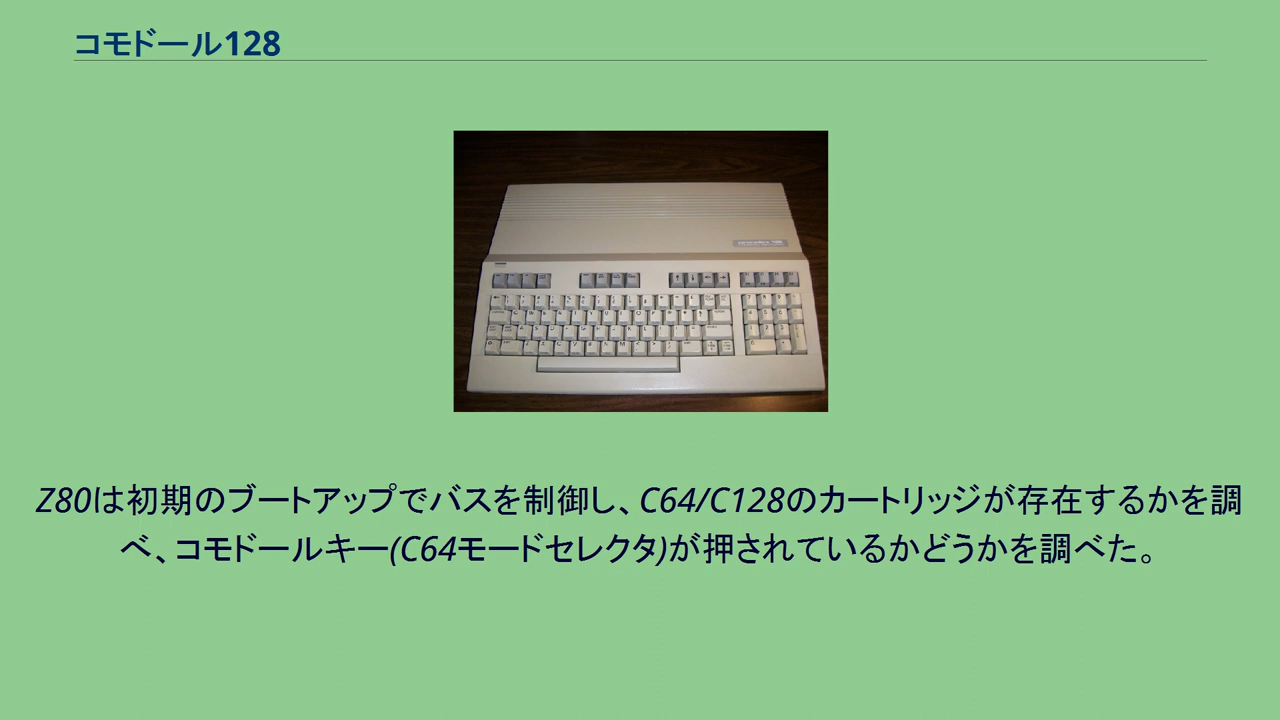 コモドール128
Z80は初期のブートアップでバスを制御し、C64/C128のカートリッジが存在するかを調
べ、コモドールキー(C64モードセレクタ)が押されているかどうかを調べた。